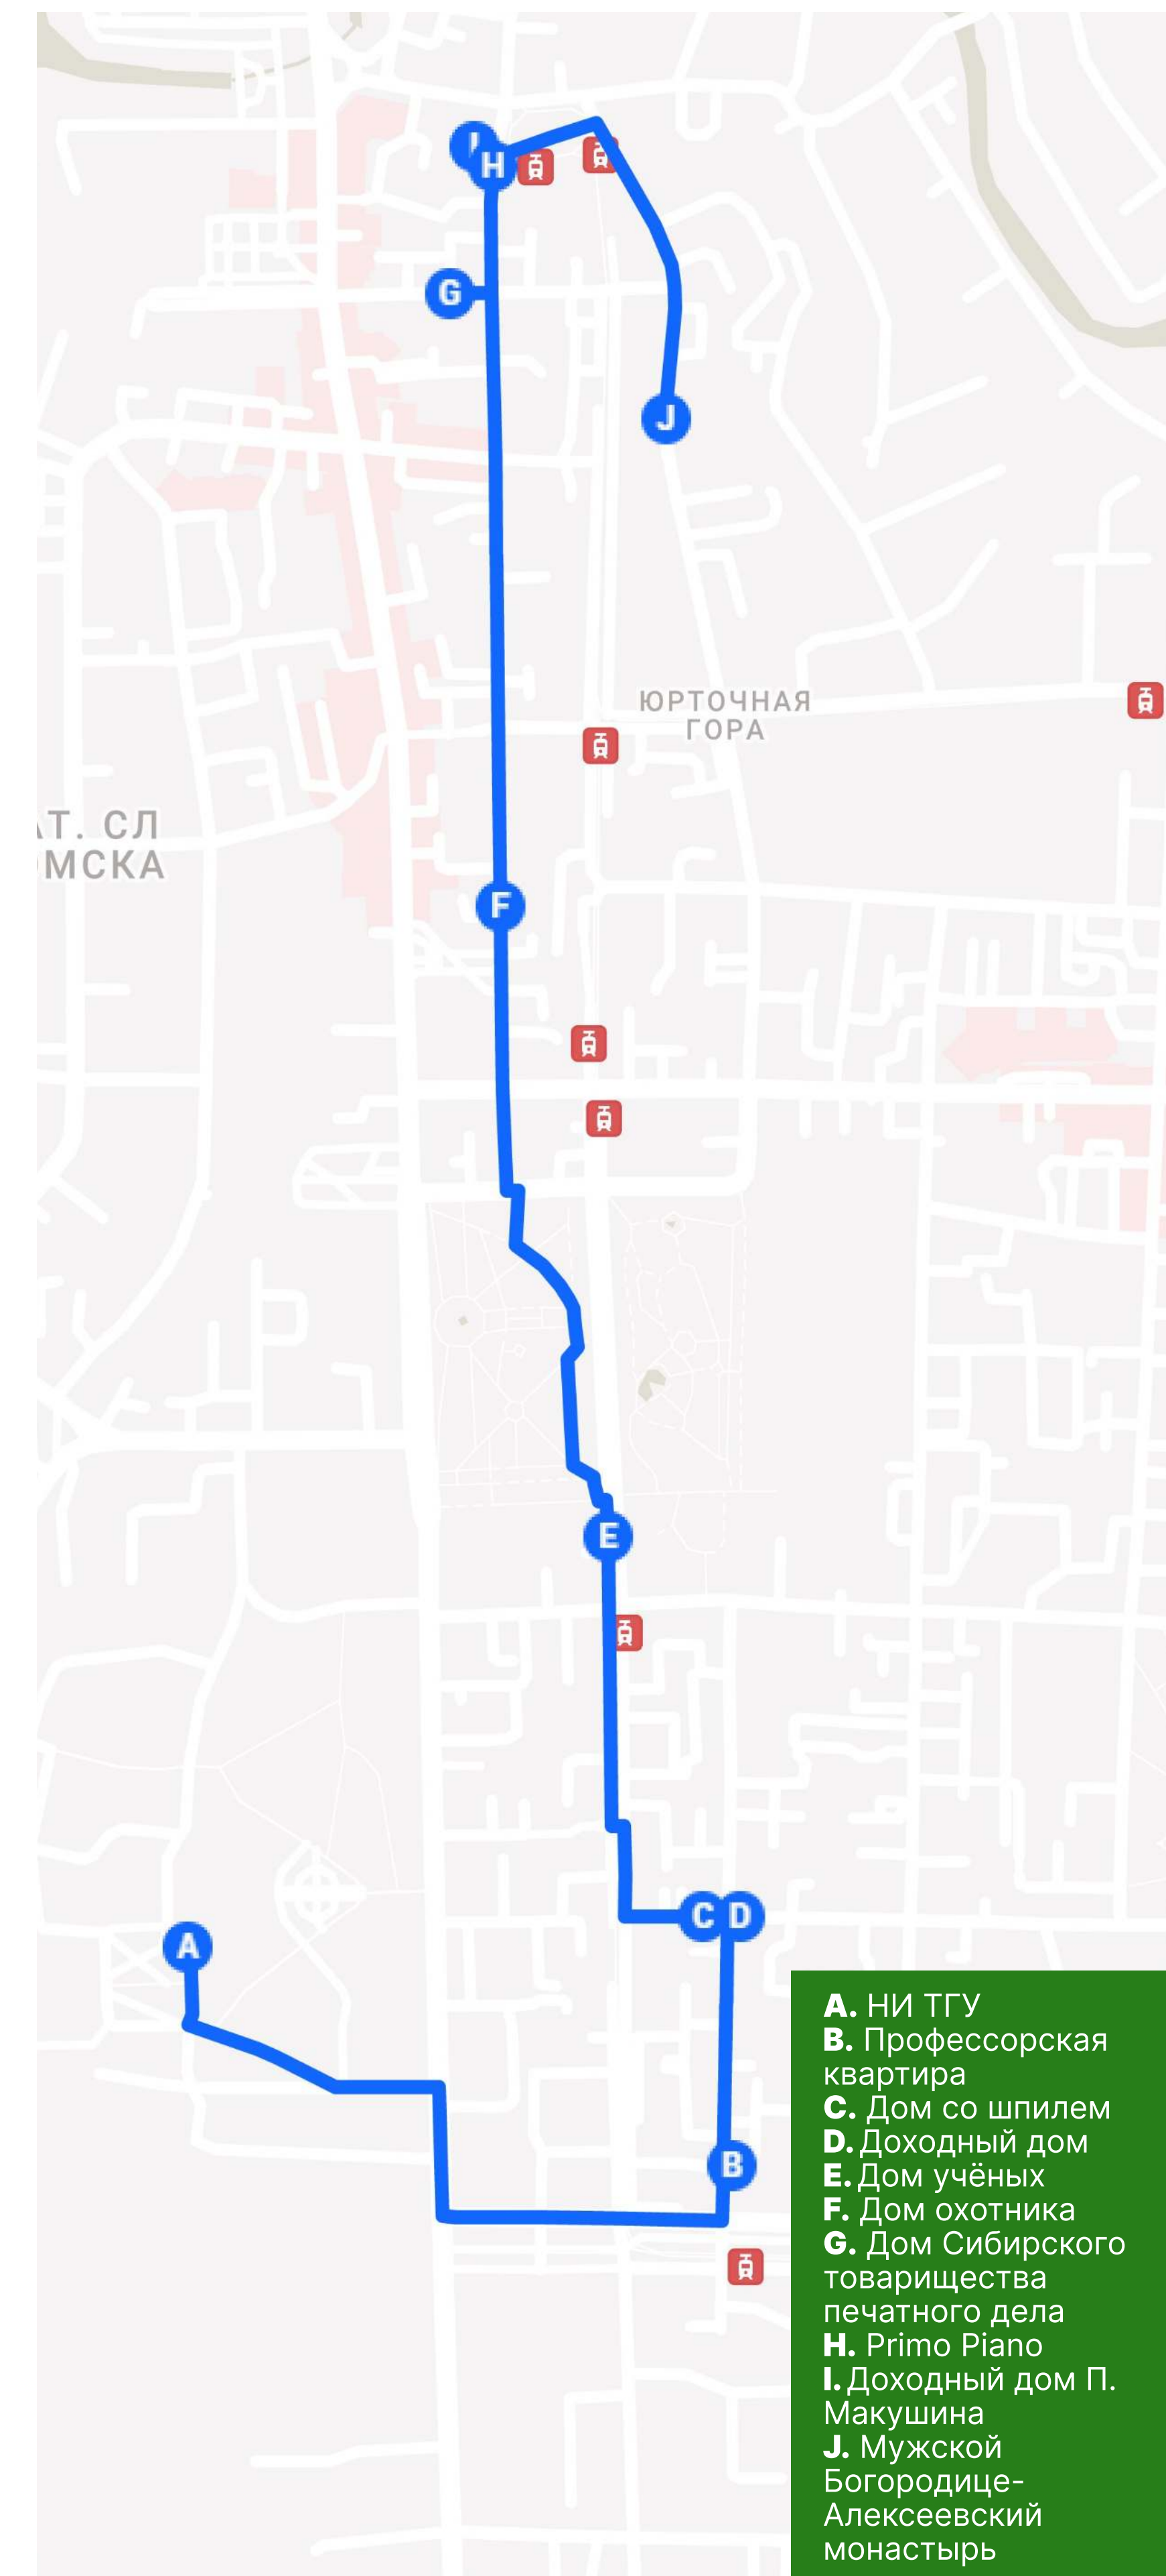 I
H
G
J
ЮРТОЧНАЯ
ГОРА
Т. СЛ
МСКА
F
E
C D
A
B
A. НИ ТГУ
B. Профессорская
квартира
C. Дом со шпилем
D. Доходный дом
E. Дом учёных
F. Дом охотника
G. Дом Сибирского
товарищества
печатного дела
H. Primo Piano
I. Доходный дом П.
Макушина
J. Мужской
Богородице-
Алексеевский
монастырь